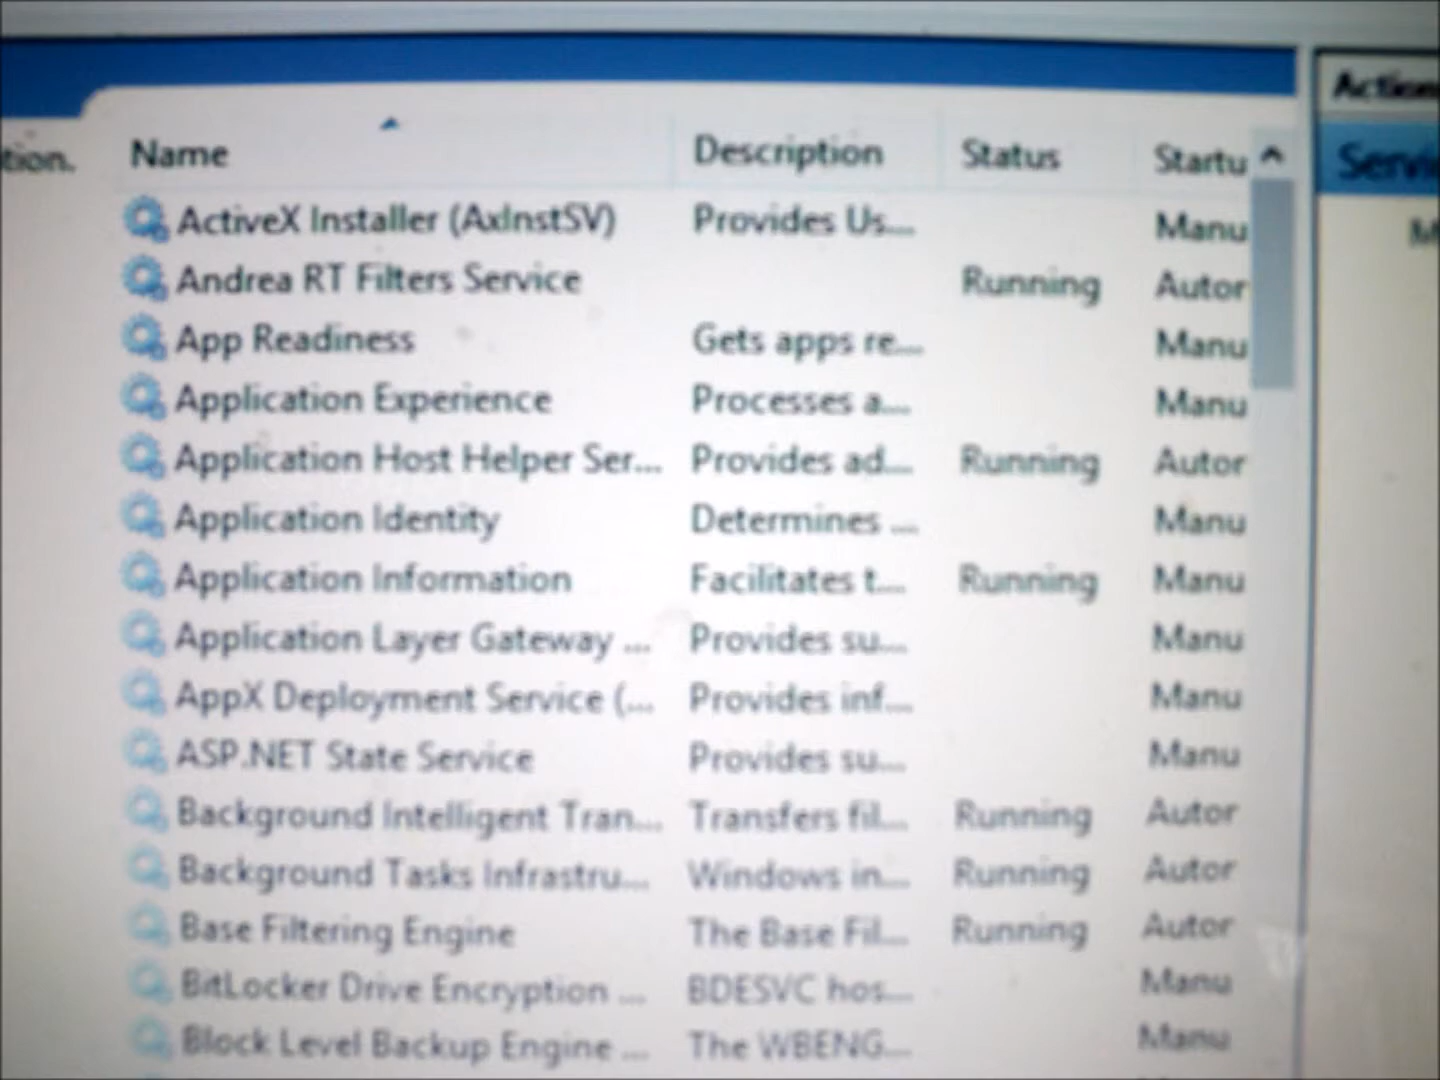 Action
tion. Name Description Status Startu Servi
ActiveX Installer (AxInstSV) Provides Us... Manu M
Andrea RT Filters Service Running Autor
App Readiness Gets apps re... Manu
Application Experience Processes a... Manu
Application Host Helper Ser... Provides ad... Running Autor
Application Identity Determines ... Manu
Application Information Facilitates t... Running Manu
Application Layer Gateway ... Provides su... Manu
AppX Deployment Service (... Provides inf... Manu
ASP.NET State Service Provides su... Manu
Background Intelligent Tran... Transfers fil... Running Autor
Background Tasks Infrastru... Windows in... Running Autor
Base Filtering Engine The Base Fil... Running Autor
BitLocker Drive Encryption ... BDESVC hos... Manu
Block Level Backup Engine ... The WBENG... Manu